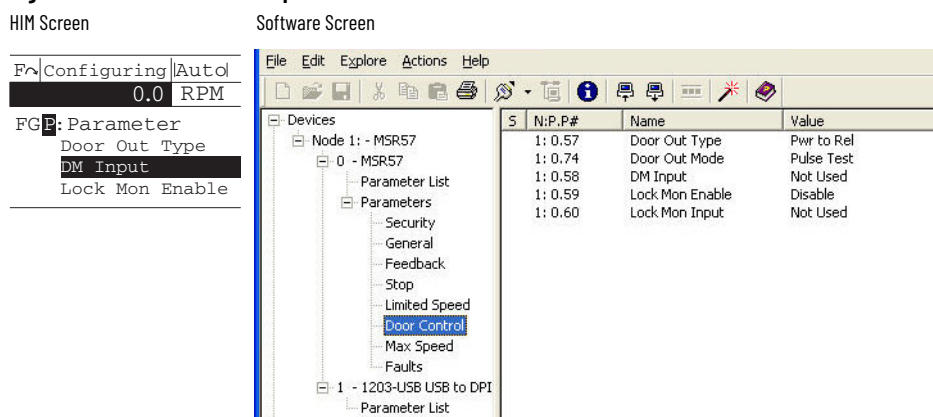 HIM Screen
Software Screen
F Configuring Auto
0.0 RPM
FGP: Parameter
Door Out Type
DM Input
Lock Mon Enable
File Edit Explore Actions Help
Devices
Node 1: - MSR57
0 - MSR57
Parameter List
Parameters
Security
General
Feedback
Stop
Limited Speed
Door Control
Max Speed
Faults
1 - 1203-USB USB to DPI
Parameter List
S N:P.P# Name Value
1: 0.57 Door Out Type Pwr to Rel
1: 0.74 Door Out Mode Pulse Test
1: 0.58 DM Input Not Used
1: 0.59 Lock Mon Enable Disable
1: 0.60 Lock Mon Input Not Used